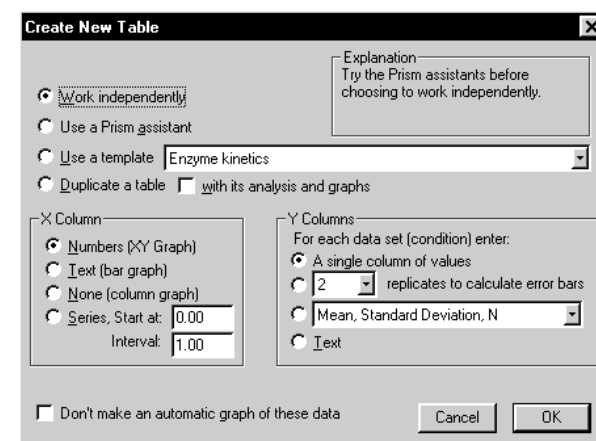 Create New Table
Explanation
Try the Prism assistants before
choosing to work independently.
Work independently
Use a Prism assistant
Use a template Enzyme kinetics
Duplicate a table with its analysis and graphs
X Column
Numbers (XY Graph)
Text (bar graph)
None (column graph)
Series, Start at: 0.00
Interval: 1.00
Y Columns
For each data set (condition) enter:
A single column of values
2 replicates to calculate error bars
Mean, Standard Deviation, N
Text
Don't make an automatic graph of these data
Cancel OK